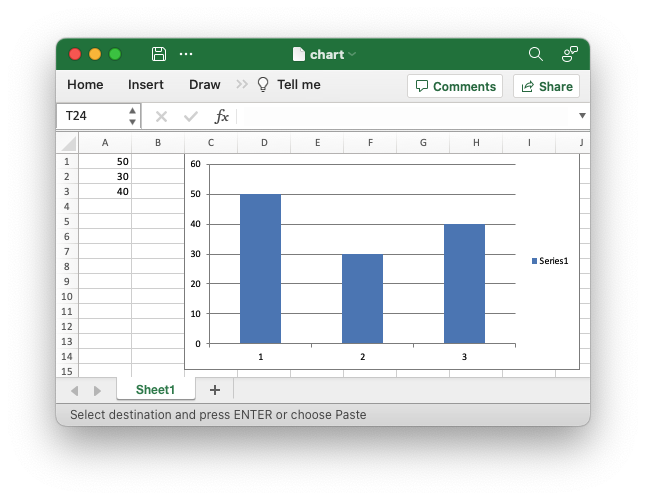 chart
Home Insert Draw Tell me Comments Share
T24 fx
A B C D E F G H I J
1 50
2 30
3 40
4
5
6
7
8
9
10
11
12
13
14
15
60
50
40
30
20
10
0
1 2 3
Series1
Sheet1 +
Select destination and press ENTER or choose Paste